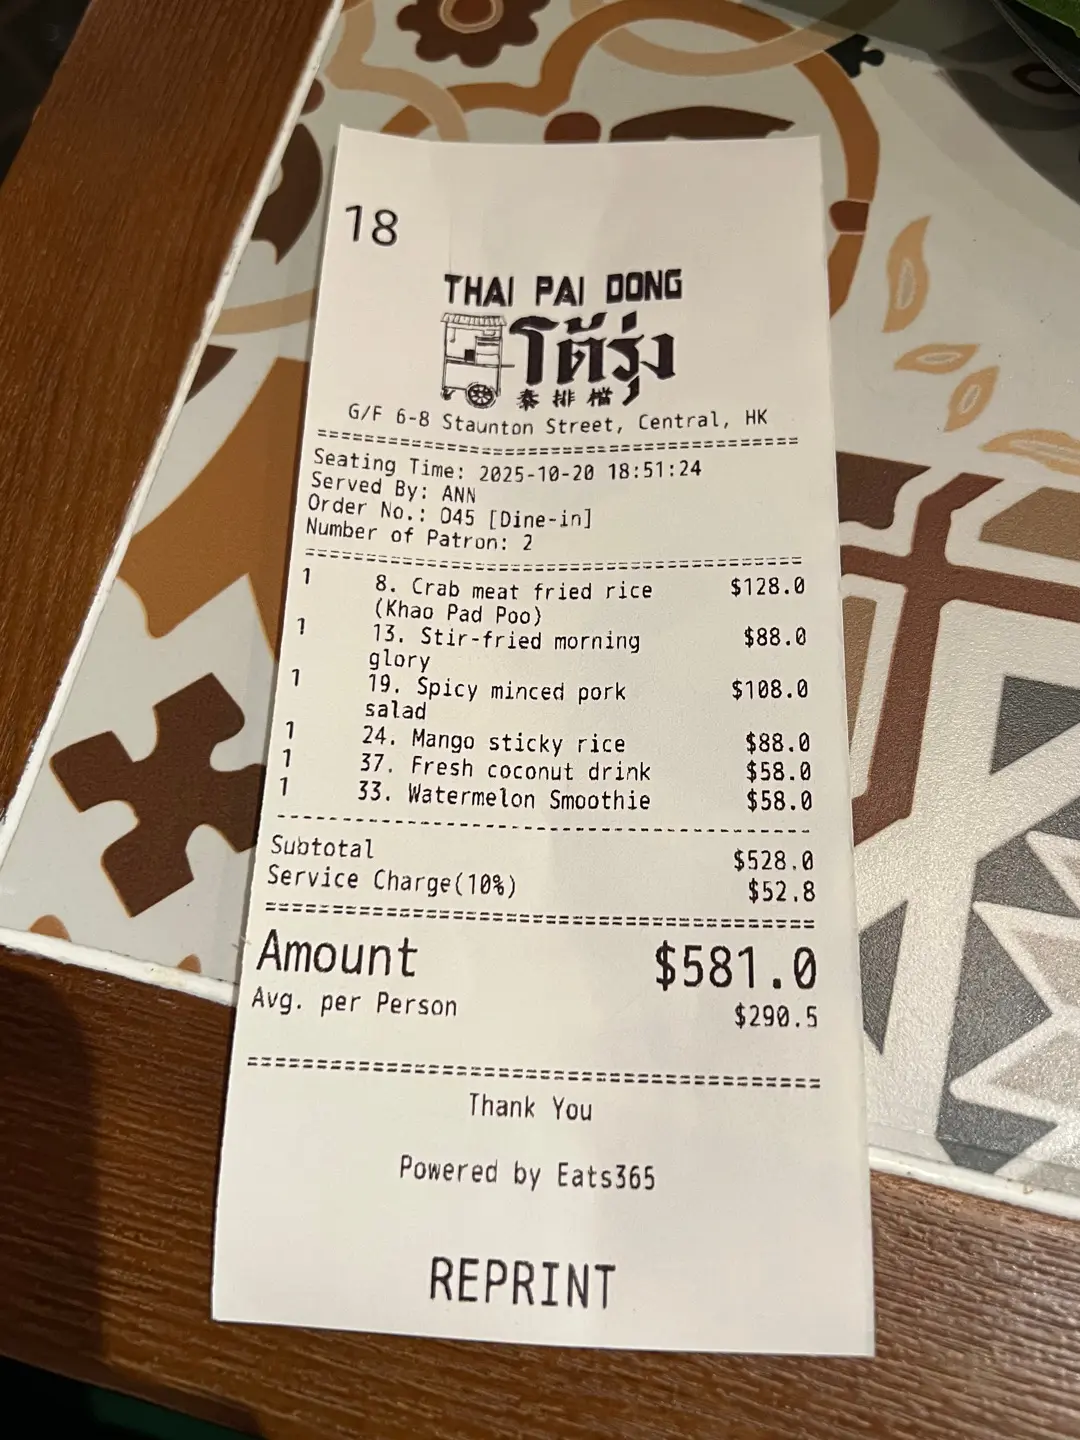 18
THAI PAI DONG
โต้รุ่ง
泰排檔
G/F 6-8 Staunton Street, Central, HK
================================================
Seating Time: 2025-10-20 18:51:24
Served By: ANN
Order No.: 045 [Dine-in]
Number of Patron: 2
================================================
1 8. Crab meat fried rice $128.0
(Khao Pad Poo)
1 13. Stir-fried morning $88.0
glory
1 19. Spicy minced pork $108.0
salad
1 24. Mango sticky rice $88.0
1 37. Fresh coconut drink $58.0
1 33. Watermelon Smoothie $58.0
------------------------------------------------
Subtotal $528.0
Service Charge(10%) $52.8
================================================
Amount $581.0
Avg. per Person $290.5
================================================
Thank You
Powered by Eats365
REPRINT